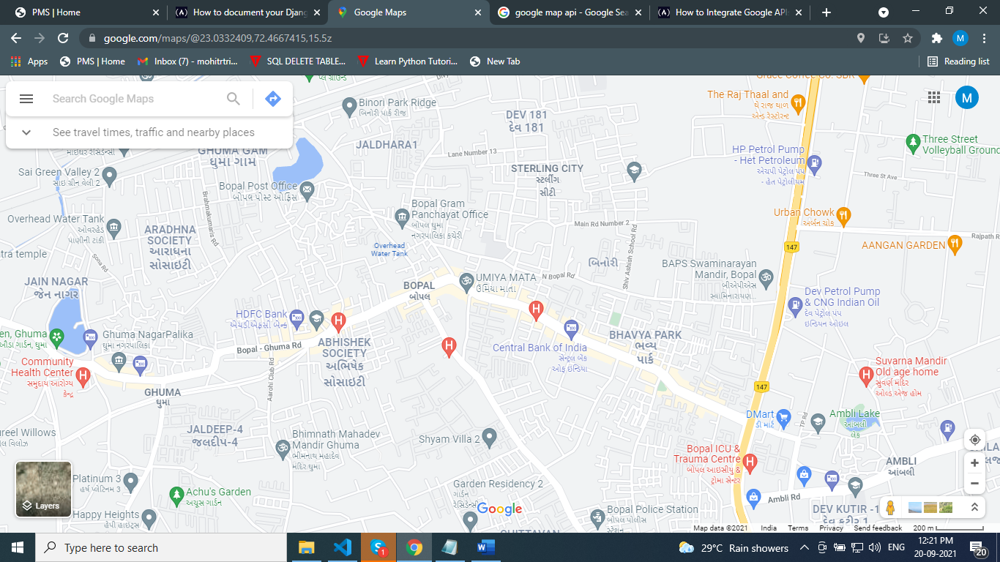 PMS | Home
How to document your Djang
Google Maps
google map api - Google Sea
How to Integrate Google API
google.com/maps/@23.0332409,72.4667415,15.5z
M
Apps
PMS | Home
Inbox (7) - mohitrtri...
SQL DELETE TABLE...
Learn Python Tutori...
New Tab
Reading list
Search Google Maps
See travel times, traffic and nearby places
M
Binori Park Ridge
બિનોરી પાર્ક રીજ
DEV 181
દેવ 181
The Raj Thaal and
થે રાજ થાળ
એન્ડ રેસ્ટોરન્ટ
JALDHARA1
Lane Number 13
GHUMA GAM
ઘુમા ગામ
Three Street
Volleyball Ground
HP Petrol Pump
- Het Petroleum
એચપી પેટ્રોલ પંપ
- હેત પેટ્રોલીયમ
Three St Ave
Sai Green Valley 2
સાઇ ગ્રીન વેલી 2
STERLING CITY
સ્ટર્લીંગ
સીટી
Bopal Post Office
બોપલ પોસ્ટ ઓફિસ
Brahmakumaris Rd
Bopal Gram
Panchayat Office
બોપલ ઘુમા
નગરપાલિકા કચેરી
Urban Chowk
અર્બન ચોક
Overhead Water Tank
ઓવરહેડ
પાણીની ટાંકી
Main Rd Number 2
ARADHNA
SOCIETY
આરાધના
સોસાઇટી
Rajpath R
AANGAN GARDEN
Overhead
Water Tank
147
Shiv Ashish School Rd
tra temple
Sona Rd
બિનોરી
BAPS Swaminarayan
Mandir, Bopal
બીએપીએસ
સ્વામિનારાયણ...
JAIN NAGAR
જૈન નાગર
UMIYA MATA
ઉમિયા માતા
N Bopal Rd
BOPAL
બોપલ
Dev Petrol Pump
& CNG Indian Oil
દેવ પેટ્રોલ પંપ
ઇન્ડિયન ઓઇલ
HDFC Bank
એચડીએફસી બેન્ક
en, Ghuma
ઔડા ગાર્ડન, ઘુમા
Ghuma NagarPalika
ઘુમા નગરપાલિકા
Bopal - Ghuma Rd
ABHISHEK
SOCIETY
અભિષેક
સોસાઇટી
Central Bank of India
સેન્ટ્રલ બેંક
ઓફ ઇન્ડિયા
BHAVYA PARK
ભવ્ય
પાર્ક
Community
Health Center
સમુદાય આરોગ્ય
કેન્દ્ર
Aarohi Club Rd
Suvarna Mandir
Old age home
સુવર્ણ મંદિર
ઓલ્ડ એજ હોમ
147
GHUMA
ઘુમા
DMart
ડી માર્ટ
TP Rd
Ambli Lake
આંબલી
લેક
JALDEEP-4
જલદીપ-4
ureel Willows
Bhimnath Mahadev
Mandir Ghuma
ભીમનાથ મહાદેવ
મંદિર ઘુમા
Shyam Villa 2
Bopal ICU &
Trauma Centre
બોપલ આઇસીયુ &
ટ્રોમા સેન્ટર
AMBLI
આંબલી
Platinum 3
હર્ષ પ્લેટિનમ 3
Achu's Garden
અચૂસ ગાર્ડન
Garden Residency 2
ગાર્ડન
રેસિડેન્સી
Ambli Rd
Layers
Happy Heights
હેપી હાઇટ્સ
Google
Bopal Police Station
બોપલ પોલીસ
સ્ટેશન
DEV KUTIR -1
દેવ કુટીર 1
Map data ©2021
India
Terms
Privacy
Send feedback
200 m
Type here to search
1
29°C Rain showers
ENG
12:21 PM
20-09-2021
20